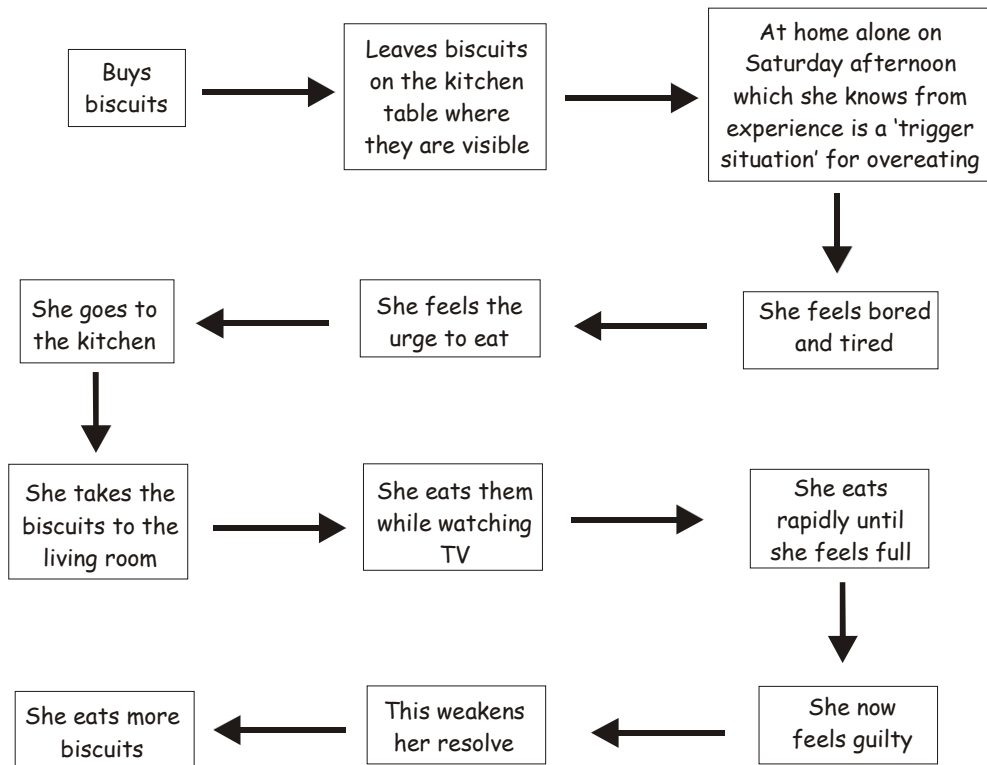 Buys
biscuits
Leaves biscuits
on the kitchen
table where
they are visible
At home alone on
Saturday afternoon
which she knows from
experience is a ‘trigger
situation’ for overeating
She feels bored
and tired
She feels the
urge to eat
She goes to
the kitchen
She takes the
biscuits to the
living room
She eats them
while watching
TV
She eats
rapidly until
she feels full
She now
feels guilty
This weakens
her resolve
She eats more
biscuits